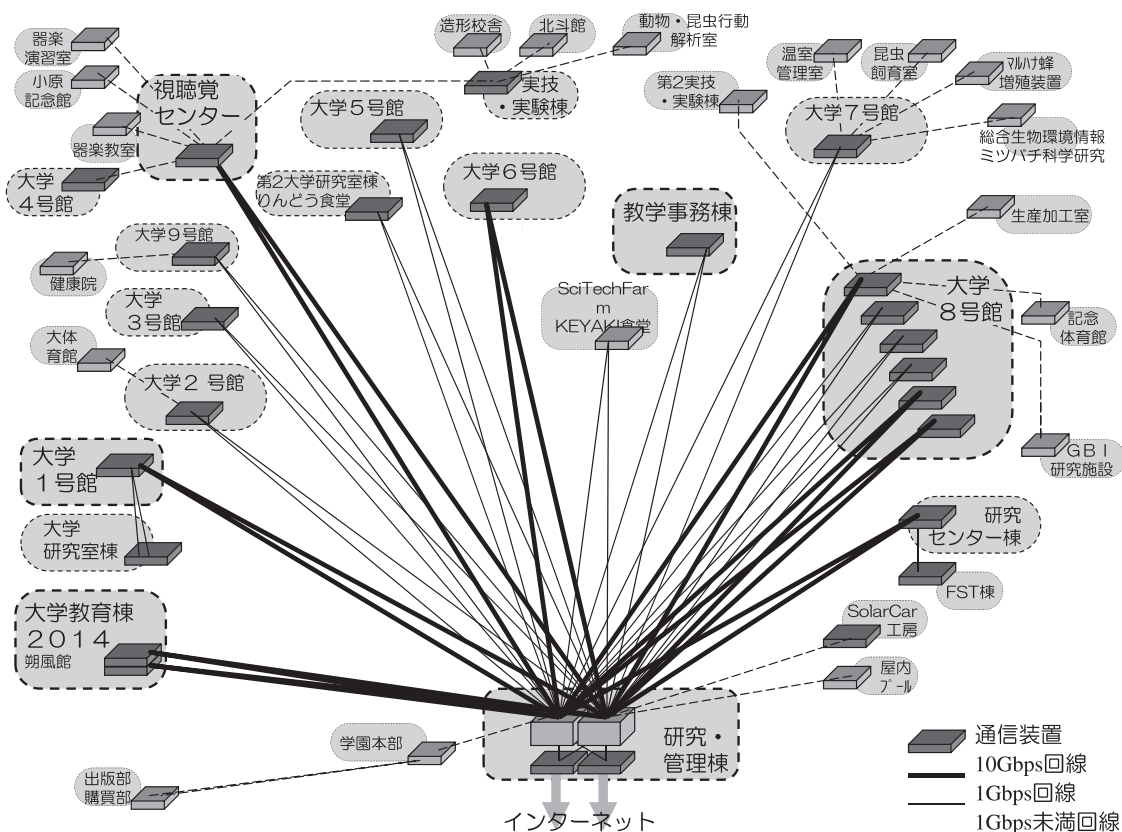 器楽
演習室
小原
記念館
器楽教室
視聴覚
センター
大学
4号館
大学9号館
健康院
大学
3号館
大体
育館
大学2 号館
大学
1号館
大学
研究室棟
大学教育棟
2014
朔風館
出版部
購買部
学園本部
大学5号館
第2大学研究室棟
りんどう食堂
造形校舎
北斗館
動物・昆虫行動
解析室
実技
・実験棟
大学6号館
SciTechFar
m
KEYAKI食堂
教学事務棟
第2実技
・実験棟
温室
管理室
昆虫
飼育室
マルハナ蜂
増殖装置
大学7号館
総合生物環境情報
ミツバチ科学研究
生産加工室
大学
8号館
記念
体育館
GBI
研究施設
研究
センター棟
FST棟
SolarCar
工房
屋内
プール
研究・
管理棟
インターネット
通信装置
10Gbps回線
1Gbps回線
1Gbps未満回線